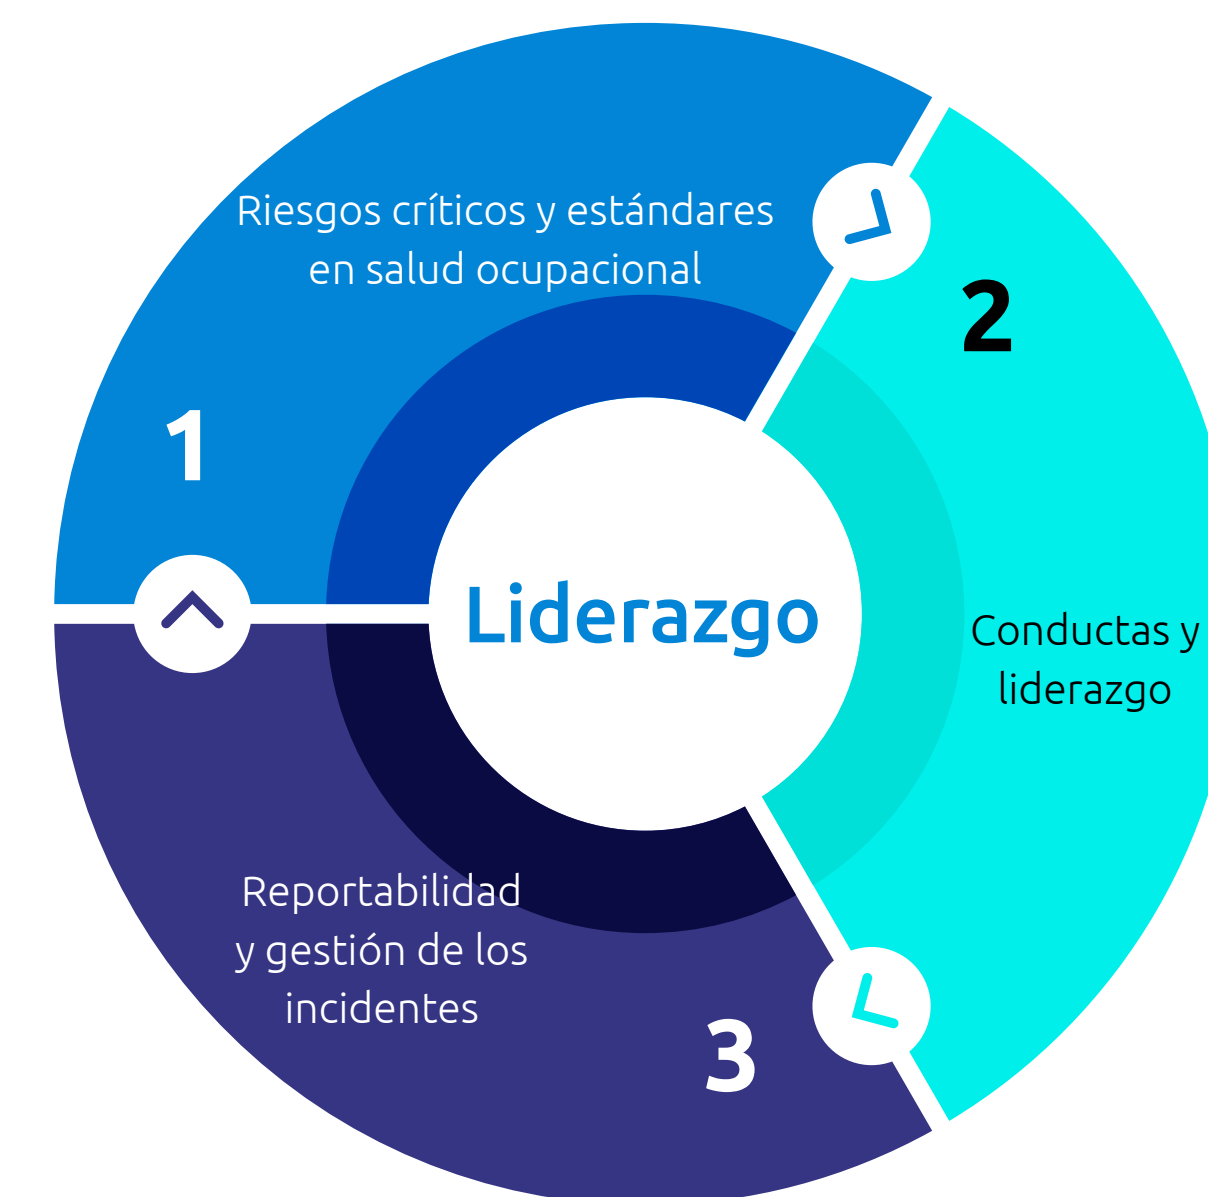 Riesgos críticos y estándares
en salud ocupacional
1
2
Liderazgo
Conductas y
liderazgo
Reportabilidad
y gestión de los
incidentes
3